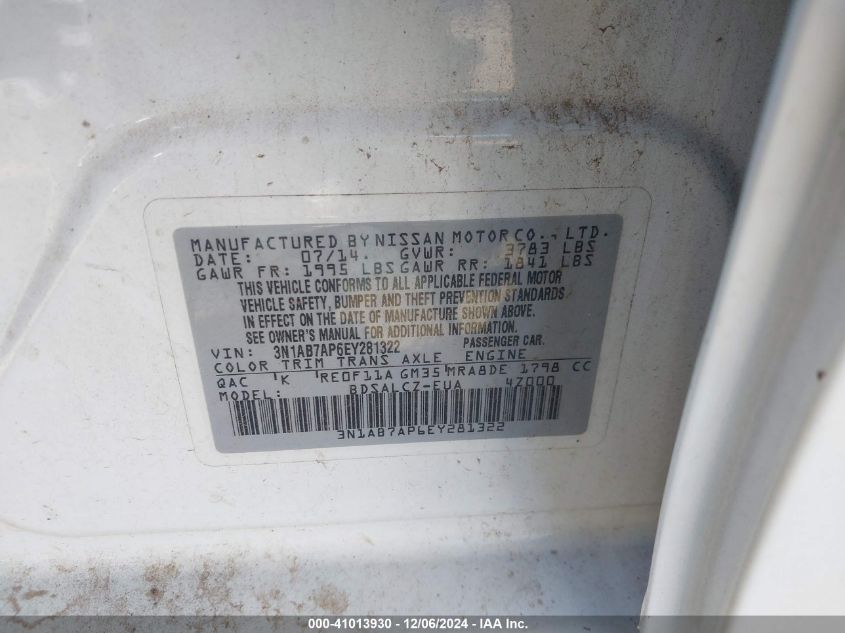 MANUFACTURED BY NISSAN MOTOR CO., LTD.
DATE: 07/14. GVWR: 3783 LBS
GAWR FR: 1995 LBS GAWR RR: 1841 LBS
THIS VEHICLE CONFORMS TO ALL APPLICABLE FEDERAL MOTOR
VEHICLE SAFETY, BUMPER AND THEFT PREVENTION STANDARDS
IN EFFECT ON THE DATE OF MANUFACTURE SHOWN ABOVE.
SEE OWNER'S MANUAL FOR ADDITIONAL INFORMATION.
VIN: 3N1AB7AP6EY281322 PASSENGER CAR.
COLOR TRIM TRANS AXLE ENGINE
QAC K RE0F11A GM35 MRA8DE 1798 CC
MODEL: BDSALCZ-EUA 4Z000
3N1AB7AP6EY281322
000-41013930 - 12/06/2024 - IAA Inc.